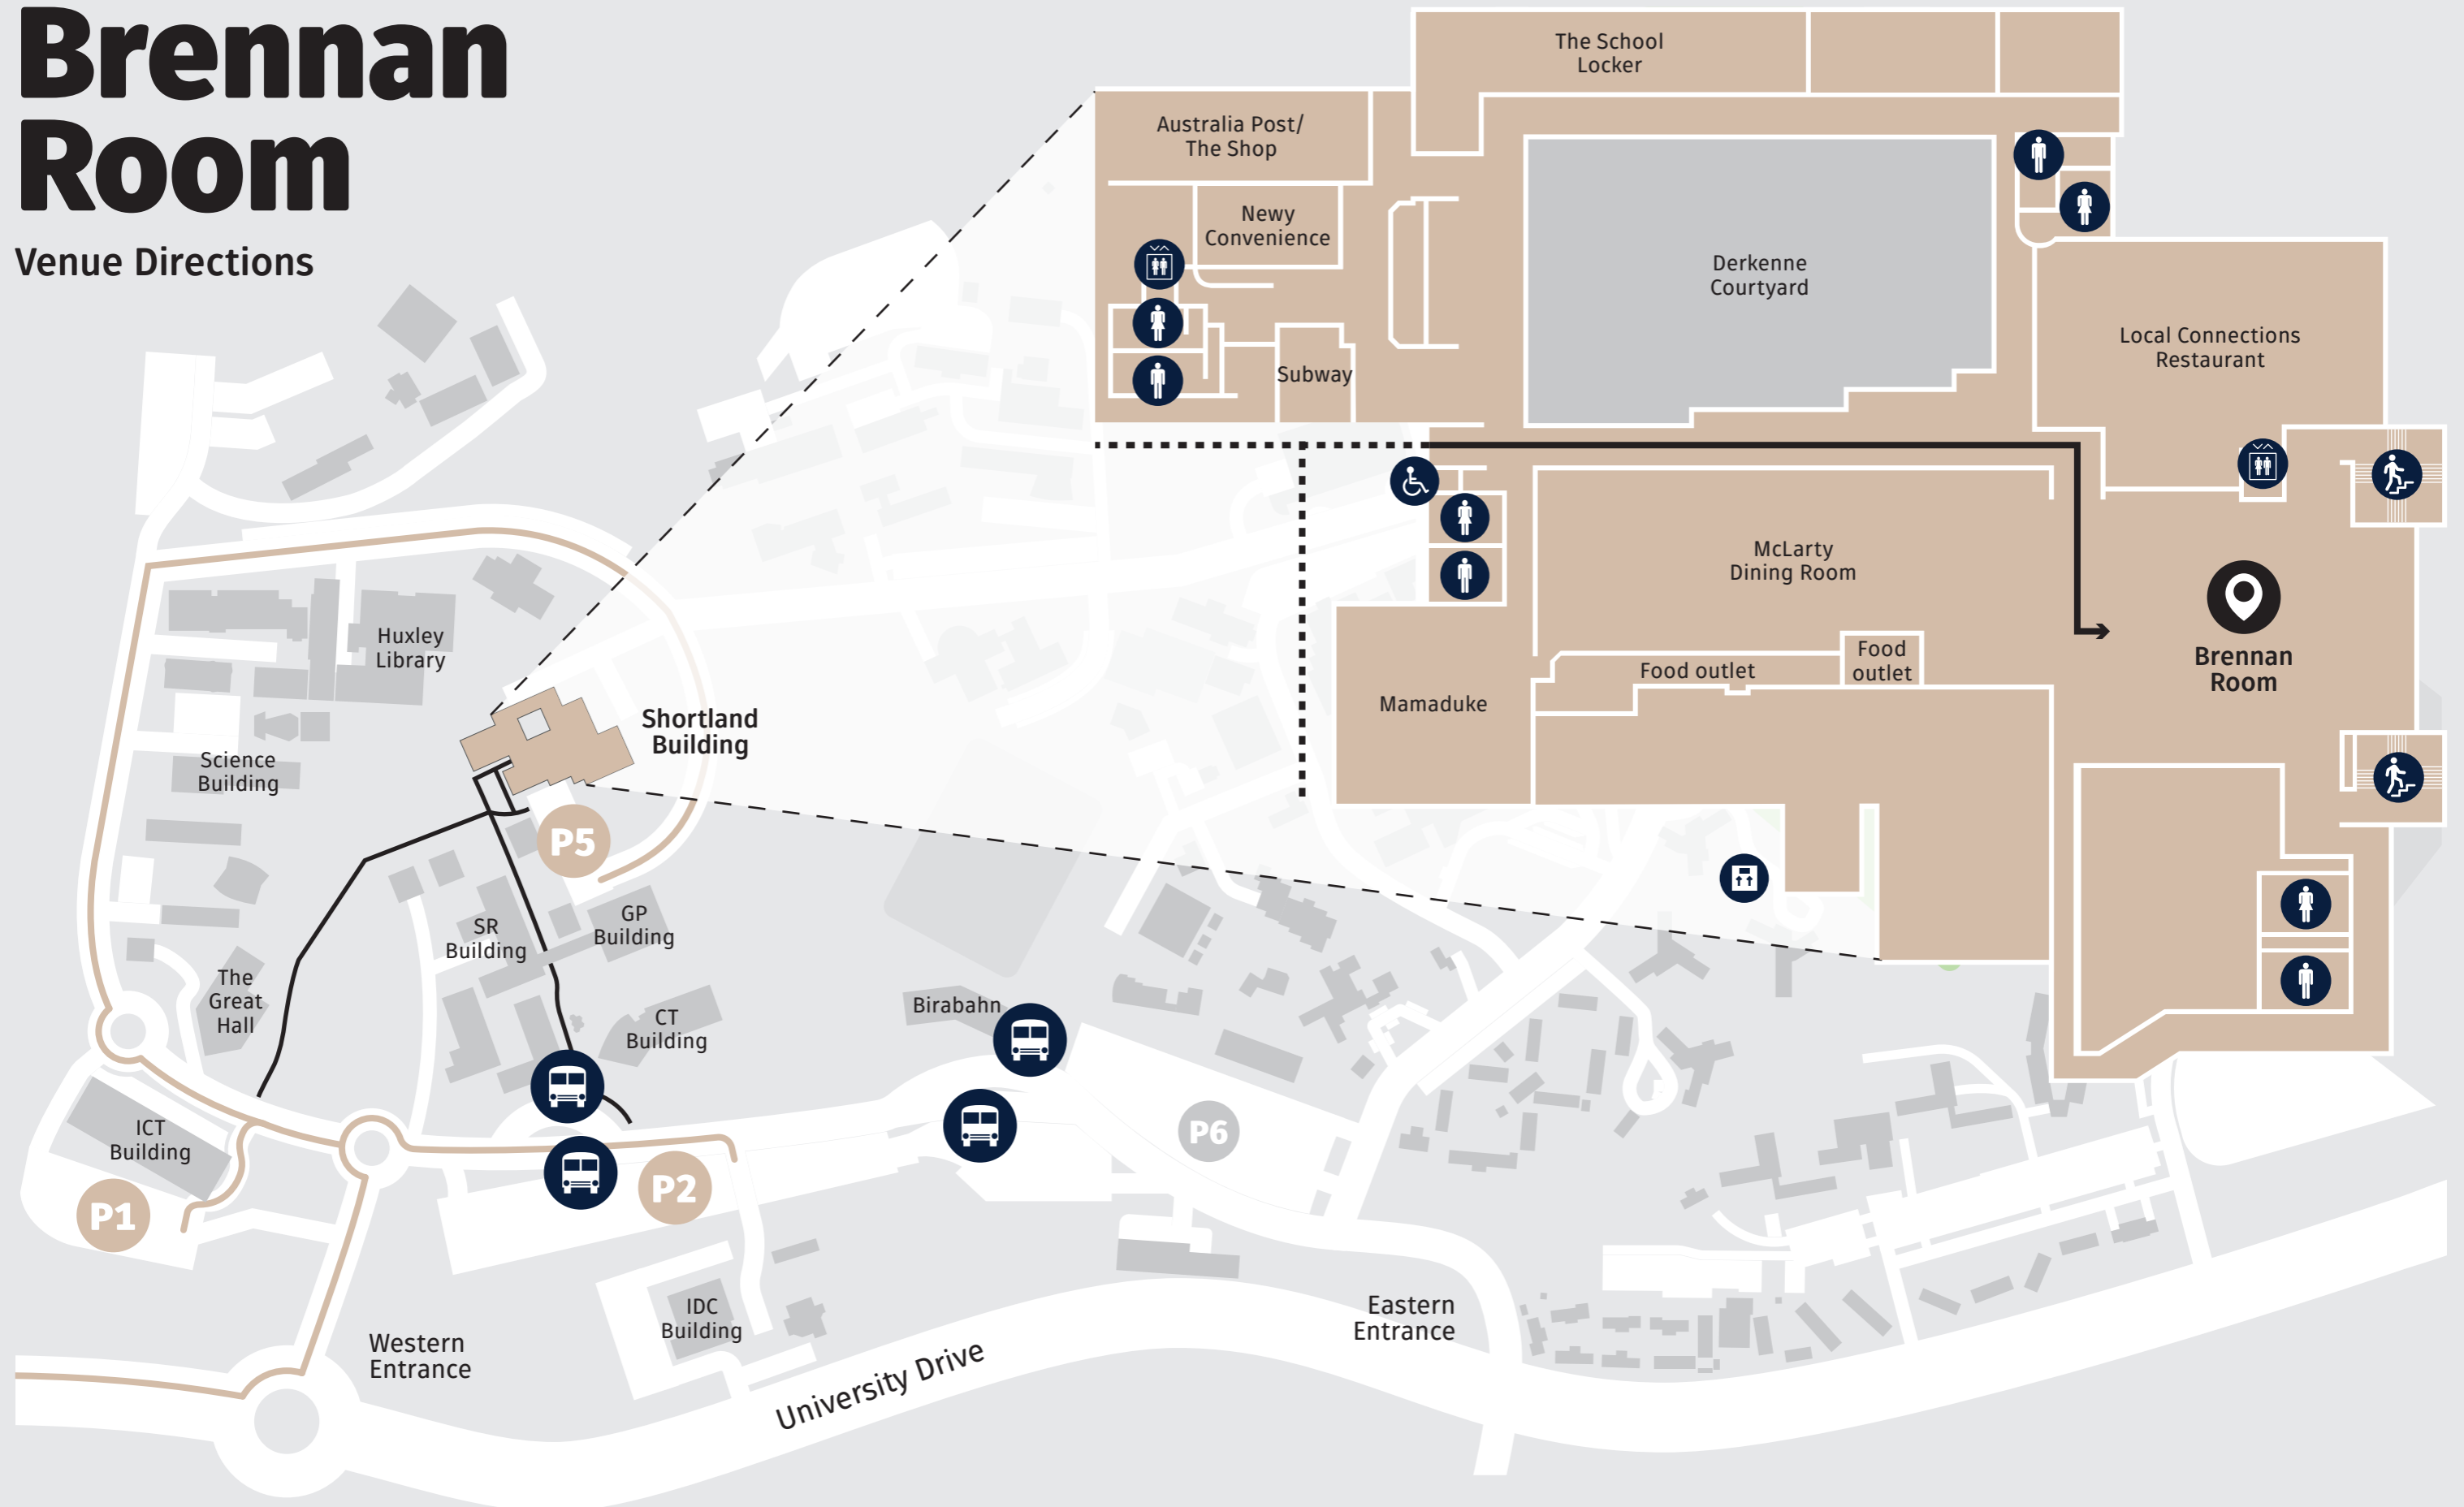 Brennan
Room
Venue Directions
The School
Locker
Australia Post/
The Shop
Newy
Convenience
Derkenne
Courtyard
Local Connections
Restaurant
Subway
McLarty
Dining Room
Food outlet
Food
outlet
Mamaduke
Brennan
Room
Huxley
Library
Shortland
Building
Science
Building
P5
SR
Building
GP
Building
The
Great
Hall
CT
Building
Birabahn
ICT
Building
P6
P2
P1
IDC
Building
Western
Entrance
Eastern
Entrance
University Drive